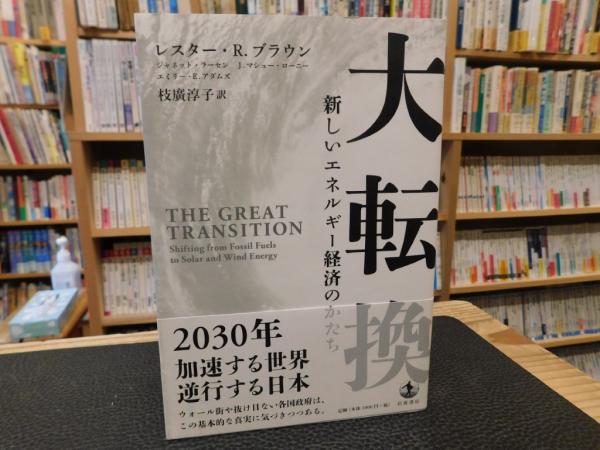 レスター・R.ブラウン
ジャネット・ラーセン J.マシュー・ローニー
エミリー・E.アダムズ
枝廣淳子 訳
大転換
新しいエネルギー経済のかたち
THE GREAT
TRANSITION
Shifting from Fossil Fuels
to Solar and Wind Energy
2030年
加速する世界
逆行する日本
ウォール街や抜け目ない各国政府は、
この基本的な真実に気づきつつある。
岩波書店